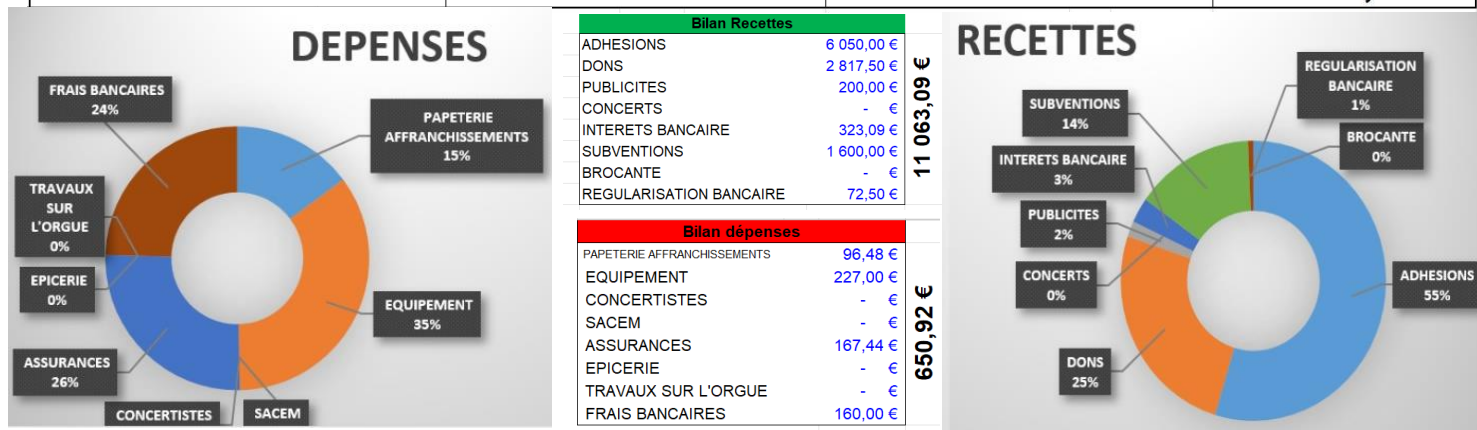 DEPENSES
FRAIS BANCAIRES
24%
PAPETERIE
AFFRANCHISSEMENTS
15%
TRAVAUX
SUR
L'ORGUE
0%
EPICERIE
0%
EQUIPEMENT
35%
ASSURANCES
26%
CONCERTISTES
SACEM
Bilan Recettes
ADHESIONS 6 050,00 €
DONS 2 817,50 €
PUBLICITES 200,00 €
CONCERTS - €
INTERETS BANCAIRE 323,09 €
SUBVENTIONS 1 600,00 €
BROCANTE - €
REGULARISATION BANCAIRE 72,50 €
11 063,09 €
Bilan dépenses
PAPETERIE AFFRANCHISSEMENTS 96,48 €
EQUIPEMENT 227,00 €
CONCERTISTES - €
SACEM - €
ASSURANCES 167,44 €
EPICERIE - €
TRAVAUX SUR L'ORGUE - €
FRAIS BANCAIRES 160,00 €
650,92 €
RECETTES
REGULARISATION
BANCAIRE
1%
SUBVENTIONS
14%
BROCANTE
0%
INTERETS BANCAIRE
3%
PUBLICITES
2%
CONCERTS
0%
ADHESIONS
55%
DONS
25%